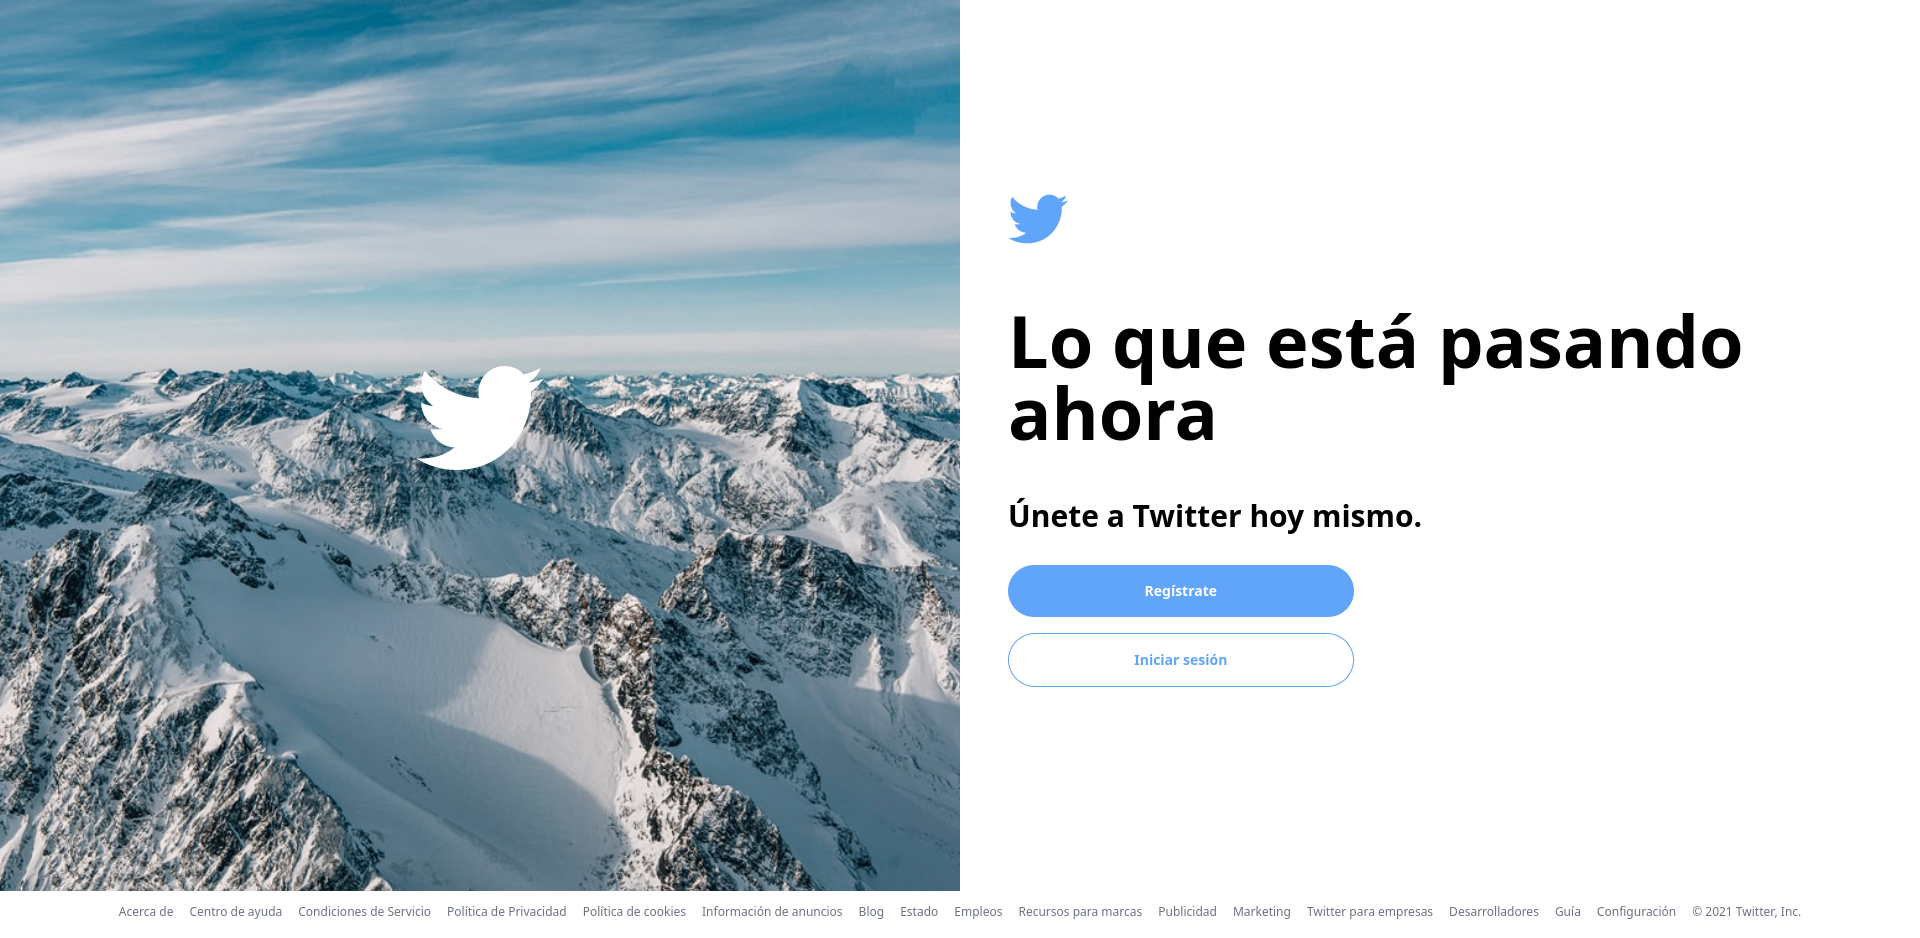 Lo que está pasando
ahora
Únete a Twitter hoy mismo.
Regístrate
Iniciar sesión
Acerca de Centro de ayuda Condiciones de Servicio Política de Privacidad Política de cookies Información de anuncios Blog Estado Empleos Recursos para marcas Publicidad Marketing Twitter para empresas Desarrolladores Guía Configuración © 2021 Twitter, Inc.